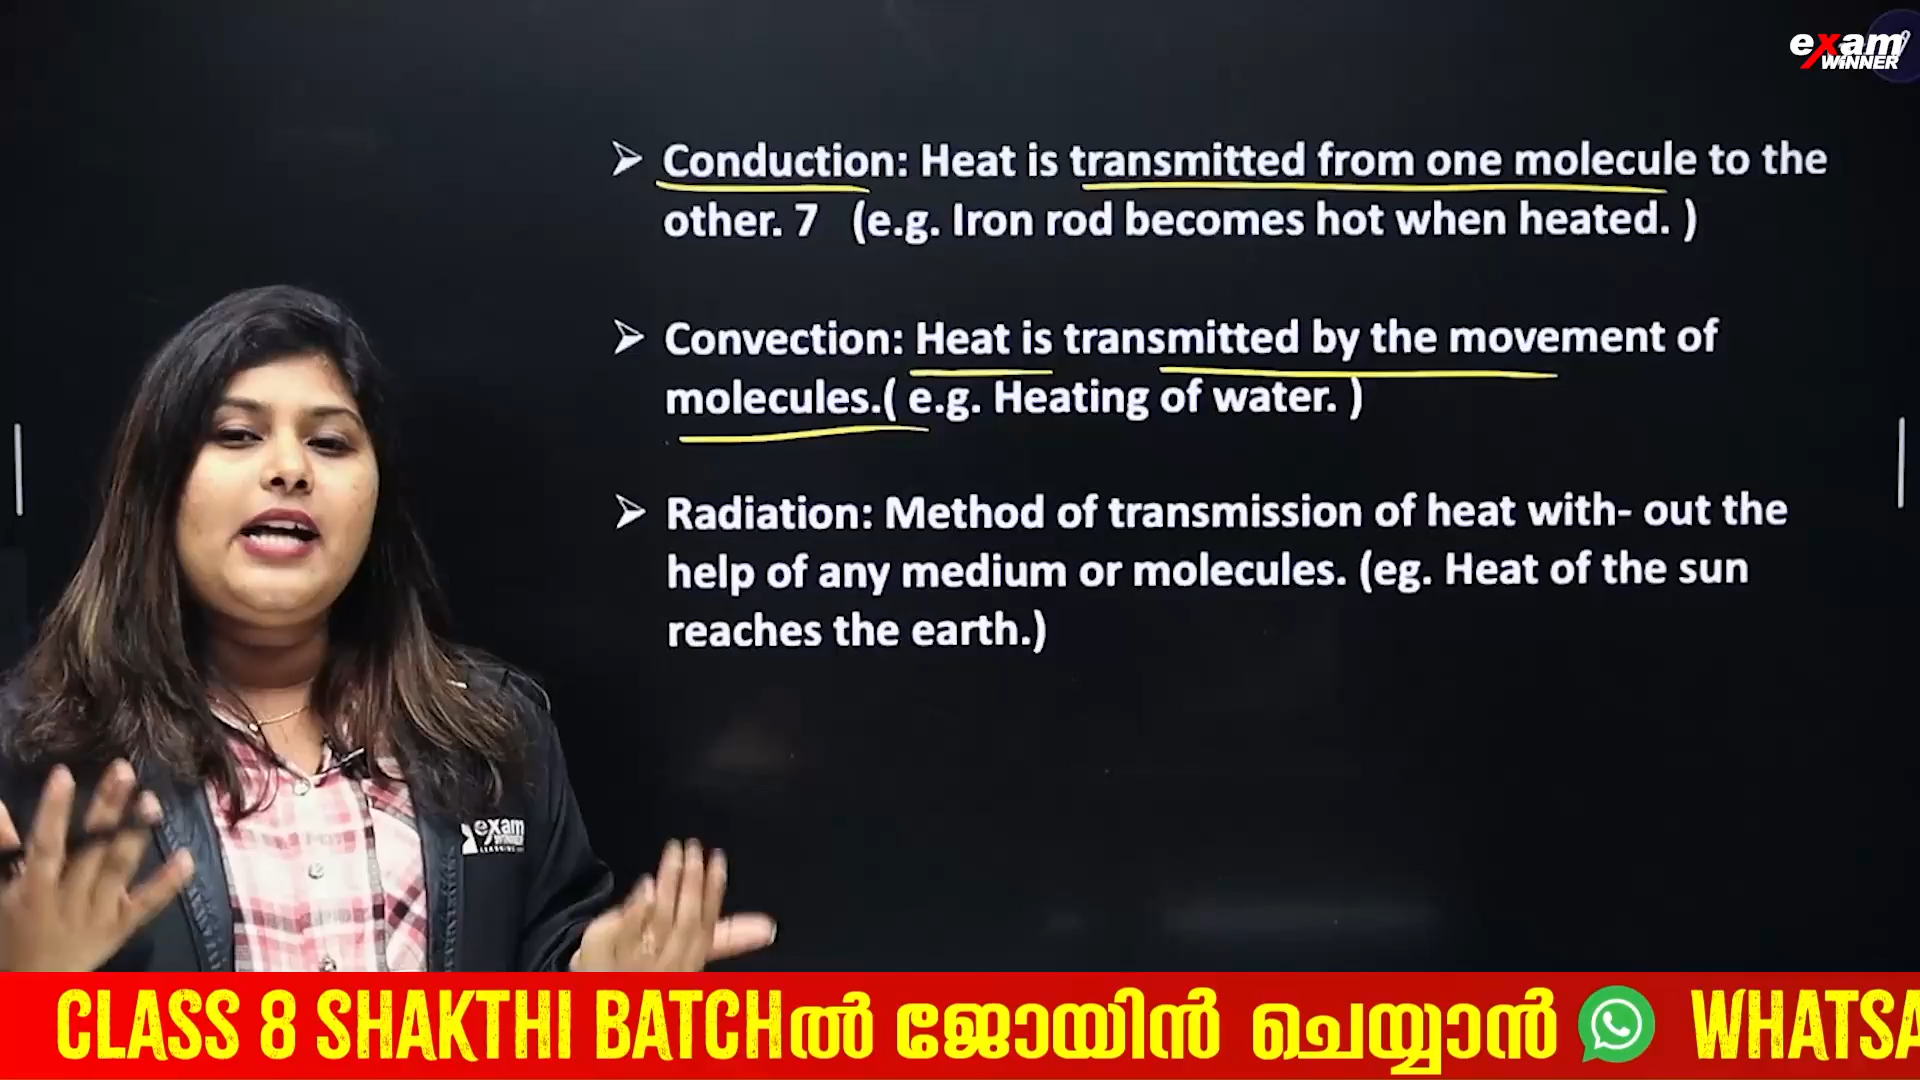 exam
WINNER
➢ Conduction: Heat is transmitted from one molecule to the
other. 7 (e.g. Iron rod becomes hot when heated. )
➢ Convection: Heat is transmitted by the movement of
molecules.( e.g. Heating of water. )
➢ Radiation: Method of transmission of heat with- out the
help of any medium or molecules. (eg. Heat of the sun
reaches the earth.)
exam
WINNER
CLASS 8 SHAKTHI BATCHൽ ജോയിൻ ചെയ്യാൻ WHATSA